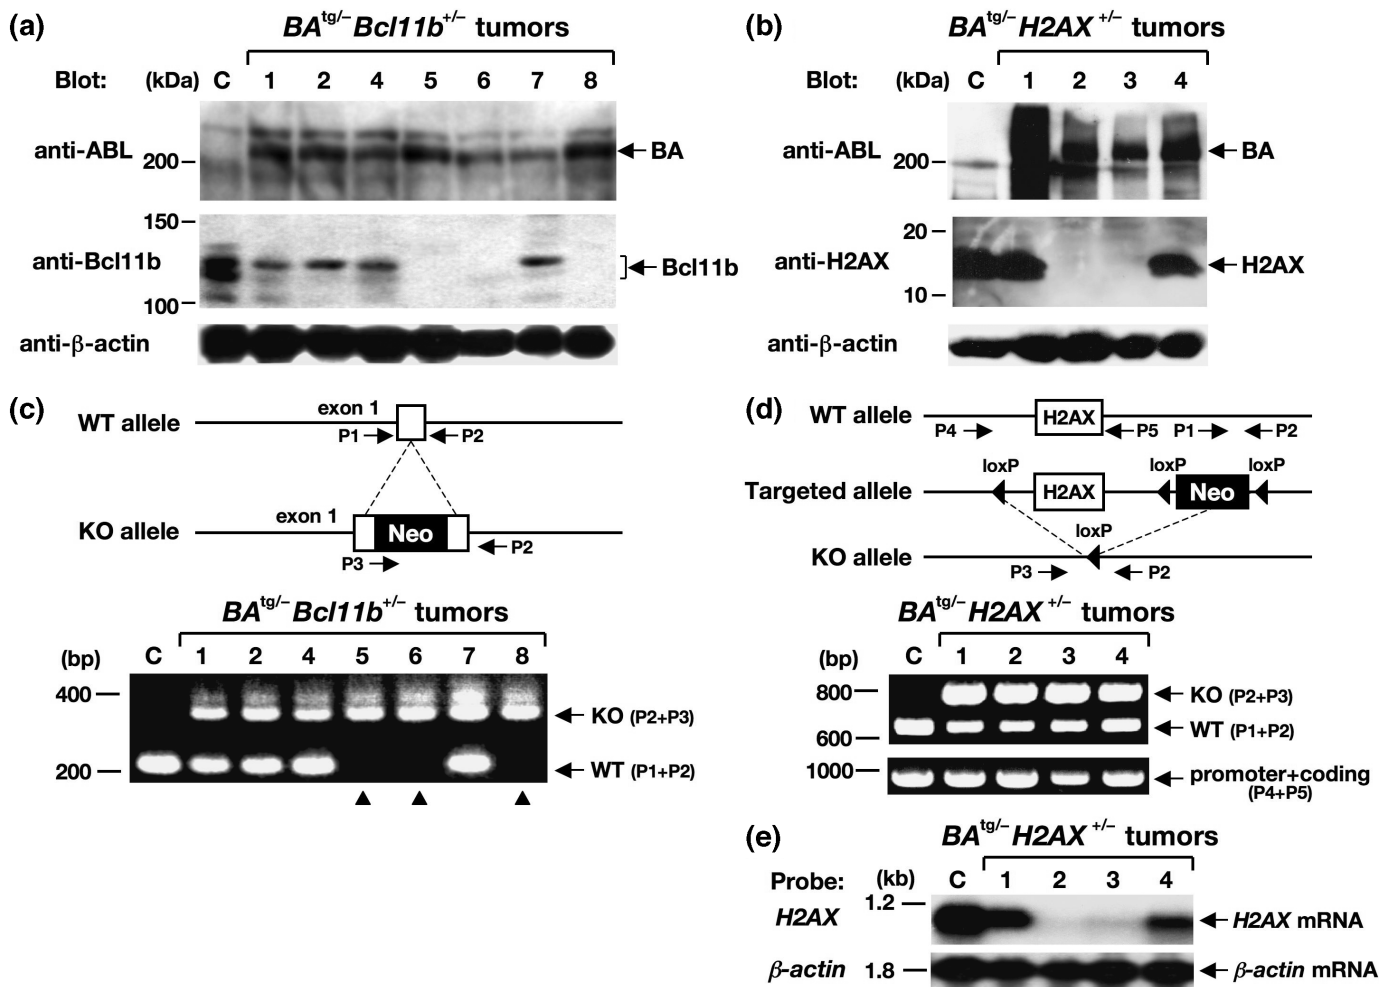 (a) BAtg/– Bcl11b+/– tumors
Blot: (kDa) C 1 2 4 5 6 7 8
anti-ABL 200 BA
150
anti-Bcl11b Bcl11b
100
anti-β-actin
(b) BAtg/– H2AX +/– tumors
Blot: (kDa) C 1 2 3 4
anti-ABL 200 BA
20
anti-H2AX H2AX
10
anti-β-actin
(c)
exon 1
WT allele
P1 P2
exon 1
KO allele Neo
P2
P3
BAtg/– Bcl11b+/– tumors
(bp) C 1 2 4 5 6 7 8
400
KO (P2+P3)
200 WT (P1+P2)
(d)
WT allele H2AX
P4 P5 P1 P2
loxP loxP loxP
Targeted allele H2AX Neo
loxP
KO allele
P3 P2
BAtg/– H2AX +/– tumors
(bp) C 1 2 3 4
800 KO (P2+P3)
WT (P1+P2)
600
1000
promoter+coding
(P4+P5)
(e) BAtg/– H2AX +/– tumors
Probe: (kb) C 1 2 3 4
1.2
H2AX H2AX mRNA
β-actin 1.8 β-actin mRNA